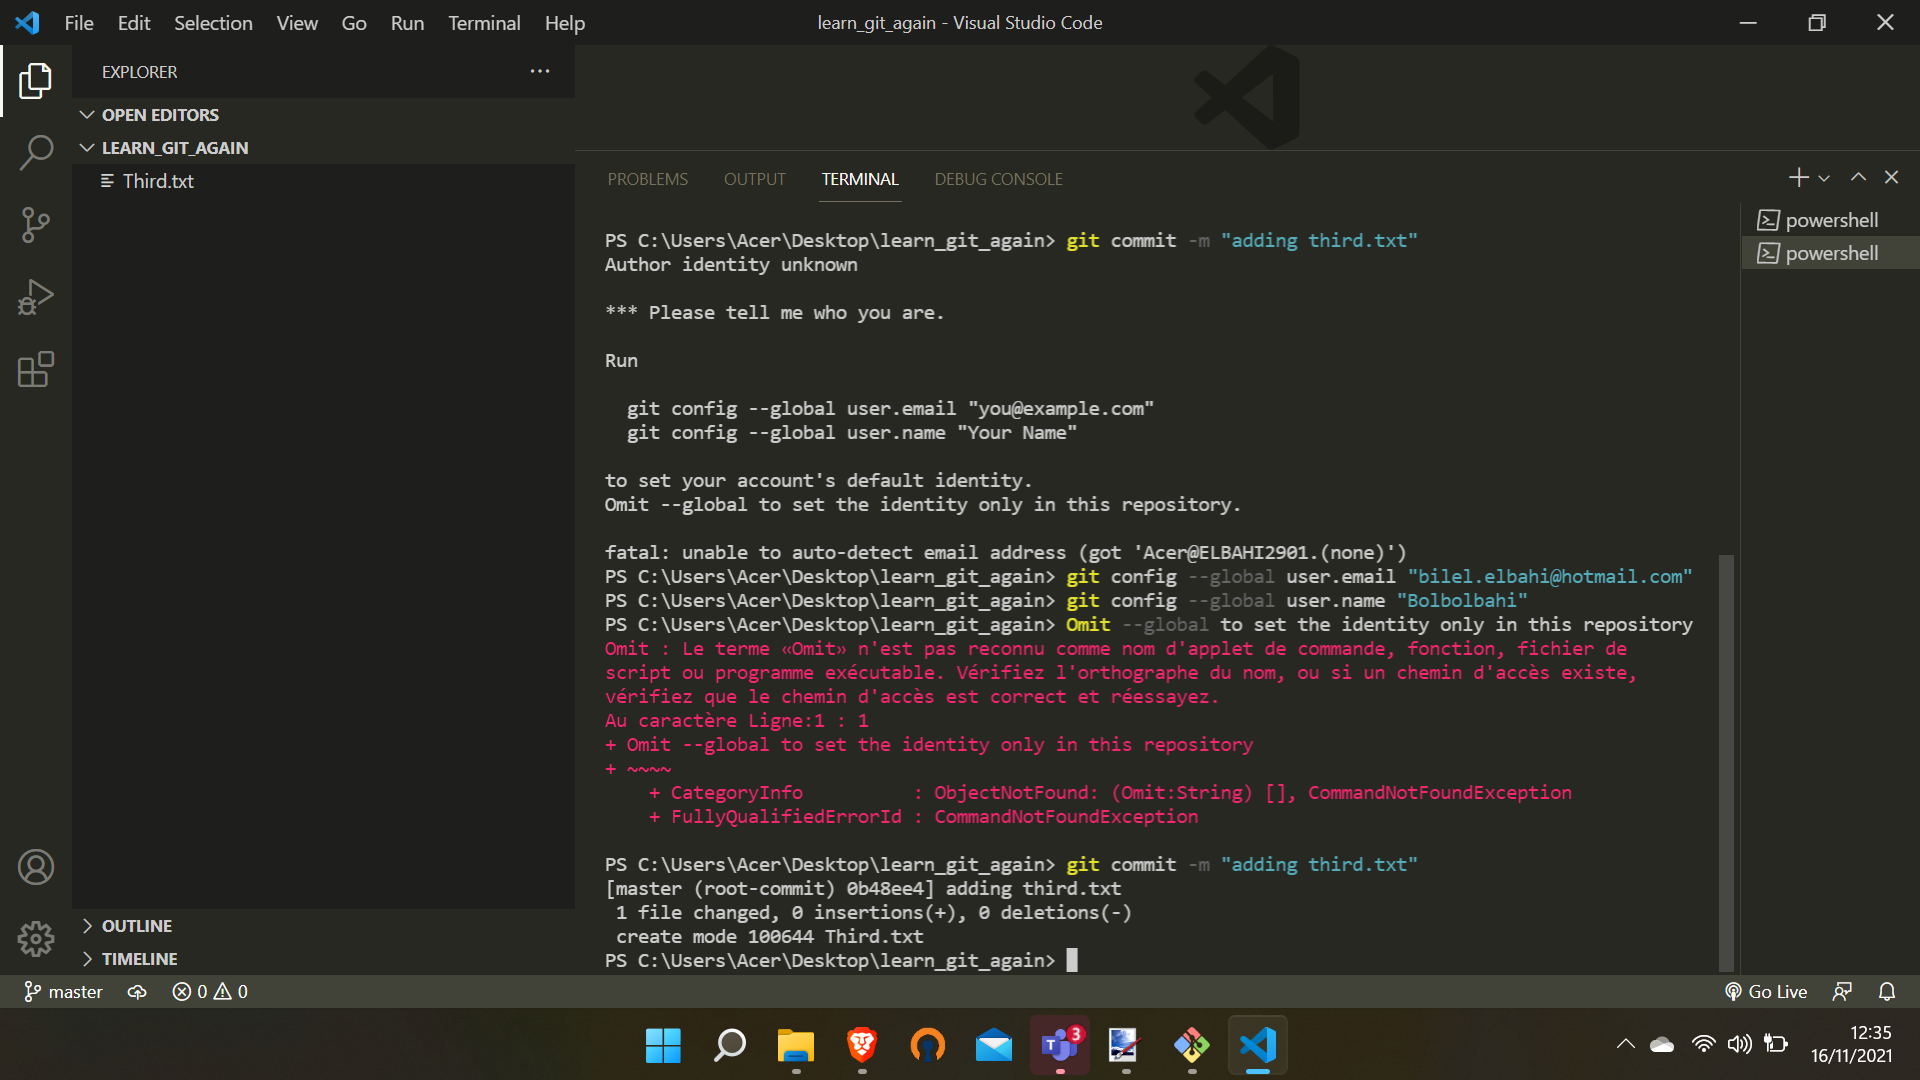 File Edit Selection View Go Run Terminal Help
learn_git_again - Visual Studio Code
EXPLORER
OPEN EDITORS
LEARN_GIT_AGAIN
Third.txt
OUTLINE
TIMELINE
PROBLEMS OUTPUT TERMINAL DEBUG CONSOLE
powershell
powershell
PS C:\Users\Acer\Desktop\learn_git_again> git commit -m "adding third.txt"
Author identity unknown
*** Please tell me who you are.
Run
git config --global user.email "you@example.com"
git config --global user.name "Your Name"
to set your account's default identity.
Omit --global to set the identity only in this repository.
fatal: unable to auto-detect email address (got 'Acer@ELBAHI2901.(none)')
PS C:\Users\Acer\Desktop\learn_git_again> git config --global user.email "bilel.elbahi@hotmail.com"
PS C:\Users\Acer\Desktop\learn_git_again> git config --global user.name "Bolbolbahi"
PS C:\Users\Acer\Desktop\learn_git_again> Omit --global to set the identity only in this repository
Omit : Le terme «Omit» n'est pas reconnu comme nom d'applet de commande, fonction, fichier de
script ou programme exécutable. Vérifiez l'orthographe du nom, ou si un chemin d'accès existe,
vérifiez que le chemin d'accès est correct et réessayez.
Au caractère Ligne:1 : 1
+ Omit --global to set the identity only in this repository
+ ~~~~
+ CategoryInfo : ObjectNotFound: (Omit:String) [], CommandNotFoundException
+ FullyQualifiedErrorId : CommandNotFoundException
PS C:\Users\Acer\Desktop\learn_git_again> git commit -m "adding third.txt"
[master (root-commit) 0b48ee4] adding third.txt
1 file changed, 0 insertions(+), 0 deletions(-)
create mode 100644 Third.txt
PS C:\Users\Acer\Desktop\learn_git_again>
master 0 0 Go Live
T 3
12:35
16/11/2021